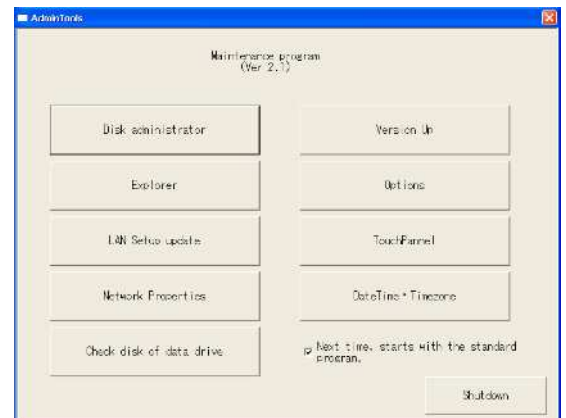 AdminTools
Maintenance program
(Ver 2.1)
Disk administrator
Version Up
Explorer
Options
LAN Setup update
TouchPannel
Network Properties
DateTime・Timezone
Check disk of data drive
Next time, starts with the standard
program.
Shutdown